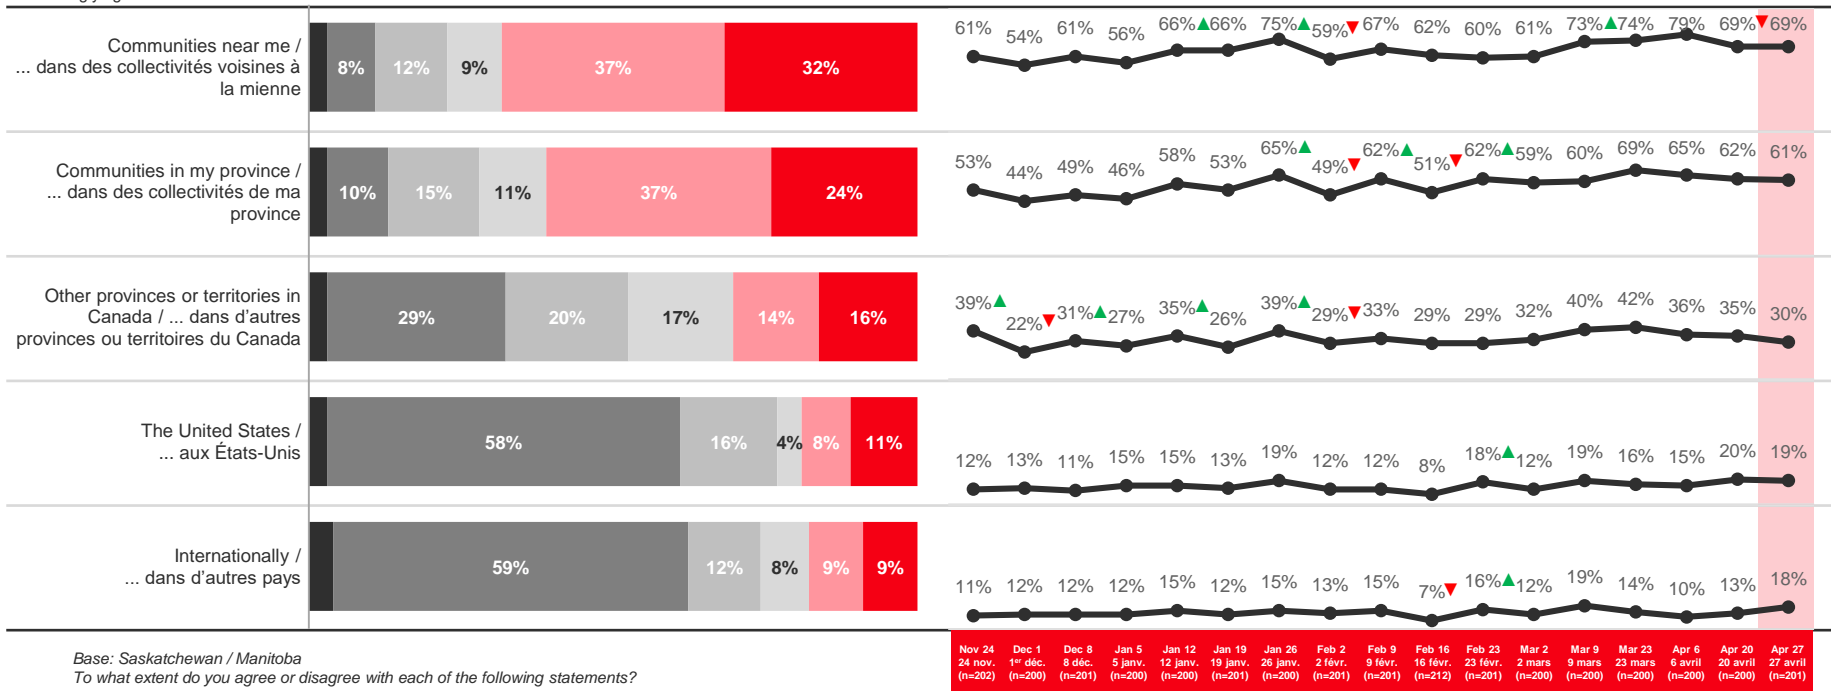 Communities near me /
... dans des collectivités voisines à
la mienne
8% 12% 9% 37% 32%
61% 54% 61% 56% 66%▲ 66% 75%▲ 59%▼ 67% 62% 60% 61% 73%▲ 74% 79% 69%▼ 69%
Communities in my province /
... dans des collectivités de ma
province
10% 15% 11% 37% 24%
53% 44% 49% 46% 58% 53% 65%▲ 49%▼ 62%▲ 51%▼ 62%▲ 59% 60% 69% 65% 62% 61%
Other provinces or territories in
Canada / ... dans d’autres
provinces ou territoires du Canada
29% 20% 17% 14% 16%
39%▲ 22%▼ 31%▲ 27% 35%▲ 26% 39%▲ 29%▼ 33% 29% 29% 32% 40% 42% 36% 35% 30%
The United States /
... aux États-Unis
58% 16% 4% 8% 11%
12% 13% 11% 15% 15% 13% 19% 12% 12% 8% 18%▲ 12% 19% 16% 15% 20% 19%
Internationally /
... dans d’autres pays
59% 12% 8% 9% 9%
11% 12% 12% 12% 15% 12% 15% 13% 15% 7%▼ 16%▲ 12% 19% 14% 10% 13% 18%
Nov 24 Dec 1 Dec 8 Jan 5 Jan 12 Jan 19 Jan 26 Feb 2 Feb 9 Feb 16 Feb 23 Mar 2 Mar 9 Mar 23 Apr 6 Apr 20 Apr 27
24 nov. 1er déc. 8 déc. 5 janv. 12 janv. 19 janv. 26 janv. 2 févr. 9 févr. 16 févr. 23 févr. 2 mars 9 mars 23 mars 6 avril 20 avril 27 avril
(n=202) (n=200) (n=201) (n=200) (n=200) (n=201) (n=200) (n=201) (n=201) (n=212) (n=201) (n=200) (n=200) (n=200) (n=200) (n=200) (n=201)
Base: Saskatchewan / Manitoba
To what extent do you agree or disagree with each of the following statements?